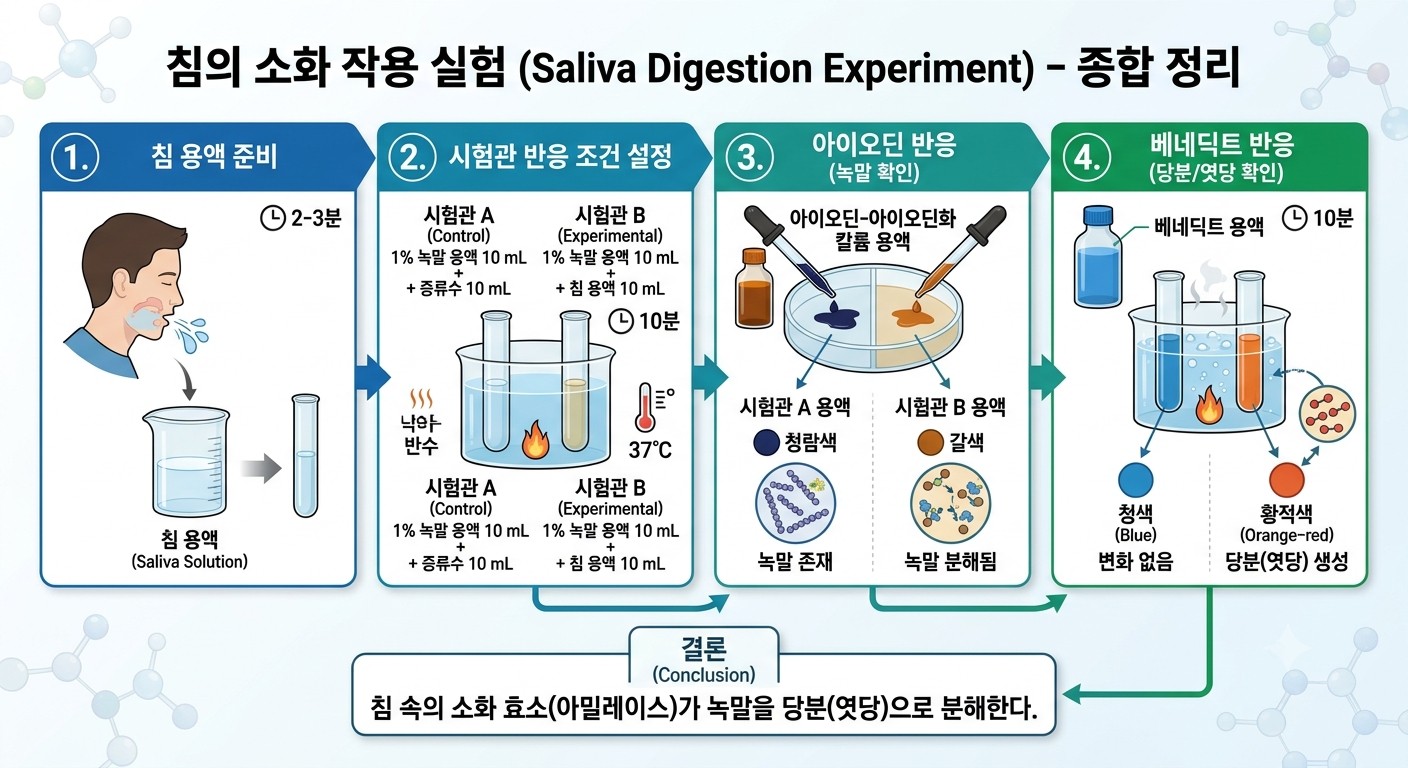 침의 소화 작용 실험 (Saliva Digestion Experiment) – 종합 정리
1.
침 용액 준비
2-3분
침 용액
(Saliva Solution)
2.
시험관 반응 조건 설정
시험관 A
(Control)
1% 녹말 용액 10 mL
+
+ 증류수 10 mL
시험관 B
(Experimental)
1% 녹말 용액 10 mL
+
+ 침 용액 10 mL
10분
반수
37°C
시험관 A
(Control)
1% 녹말 용액 10 mL
+
+ 증류수 10 mL
시험관 B
(Experimental)
1% 녹말 용액 10 mL
+
+ 침 용액 10 mL
3.
아이오딘 반응
(녹말 확인)
아이오딘-아이오딘화
칼륨 용액
시험관 A 용액
청람색
녹말 존재
시험관 B 용액
갈색
녹말 분해됨
4.
베네딕트 반응
(당분/엿당 확인)
베네딕트 용액
10분
청색
(Blue)
변화 없음
황적색
(Orange-red)
당분(엿당) 생성
결론
(Conclusion)
침 속의 소화 효소(아밀레이스)가 녹말을 당분(엿당)으로 분해한다.